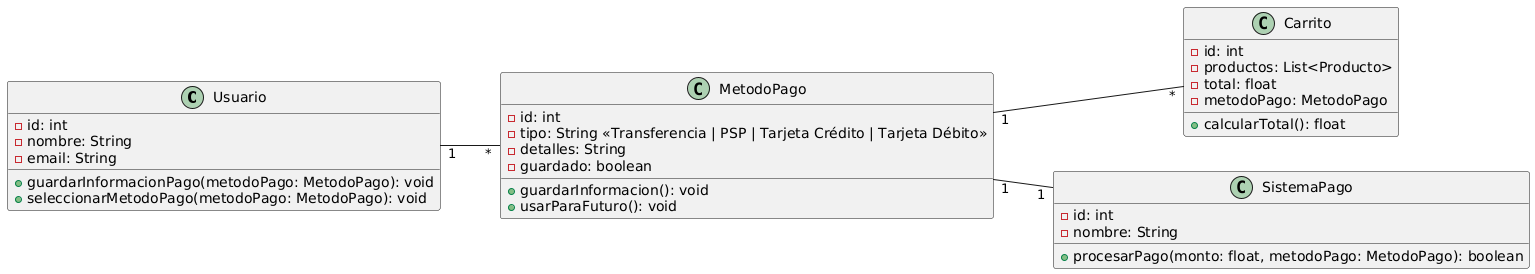 C Usuario
id: int
nombre: String
email: String
guardarInformacionPago(metodoPago: MetodoPago): void
seleccionarMetodoPago(metodoPago: MetodoPago): void
1
*
C MetodoPago
id: int
tipo: String «Transferencia | PSP | Tarjeta Crédito | Tarjeta Débito»
detalles: String
guardado: boolean
guardarInformacion(): void
usarParaFuturo(): void
1
*
C Carrito
id: int
productos: List<Producto>
total: float
metodoPago: MetodoPago
calcularTotal(): float
1
1
C SistemaPago
id: int
nombre: String
procesarPago(monto: float, metodoPago: MetodoPago): boolean